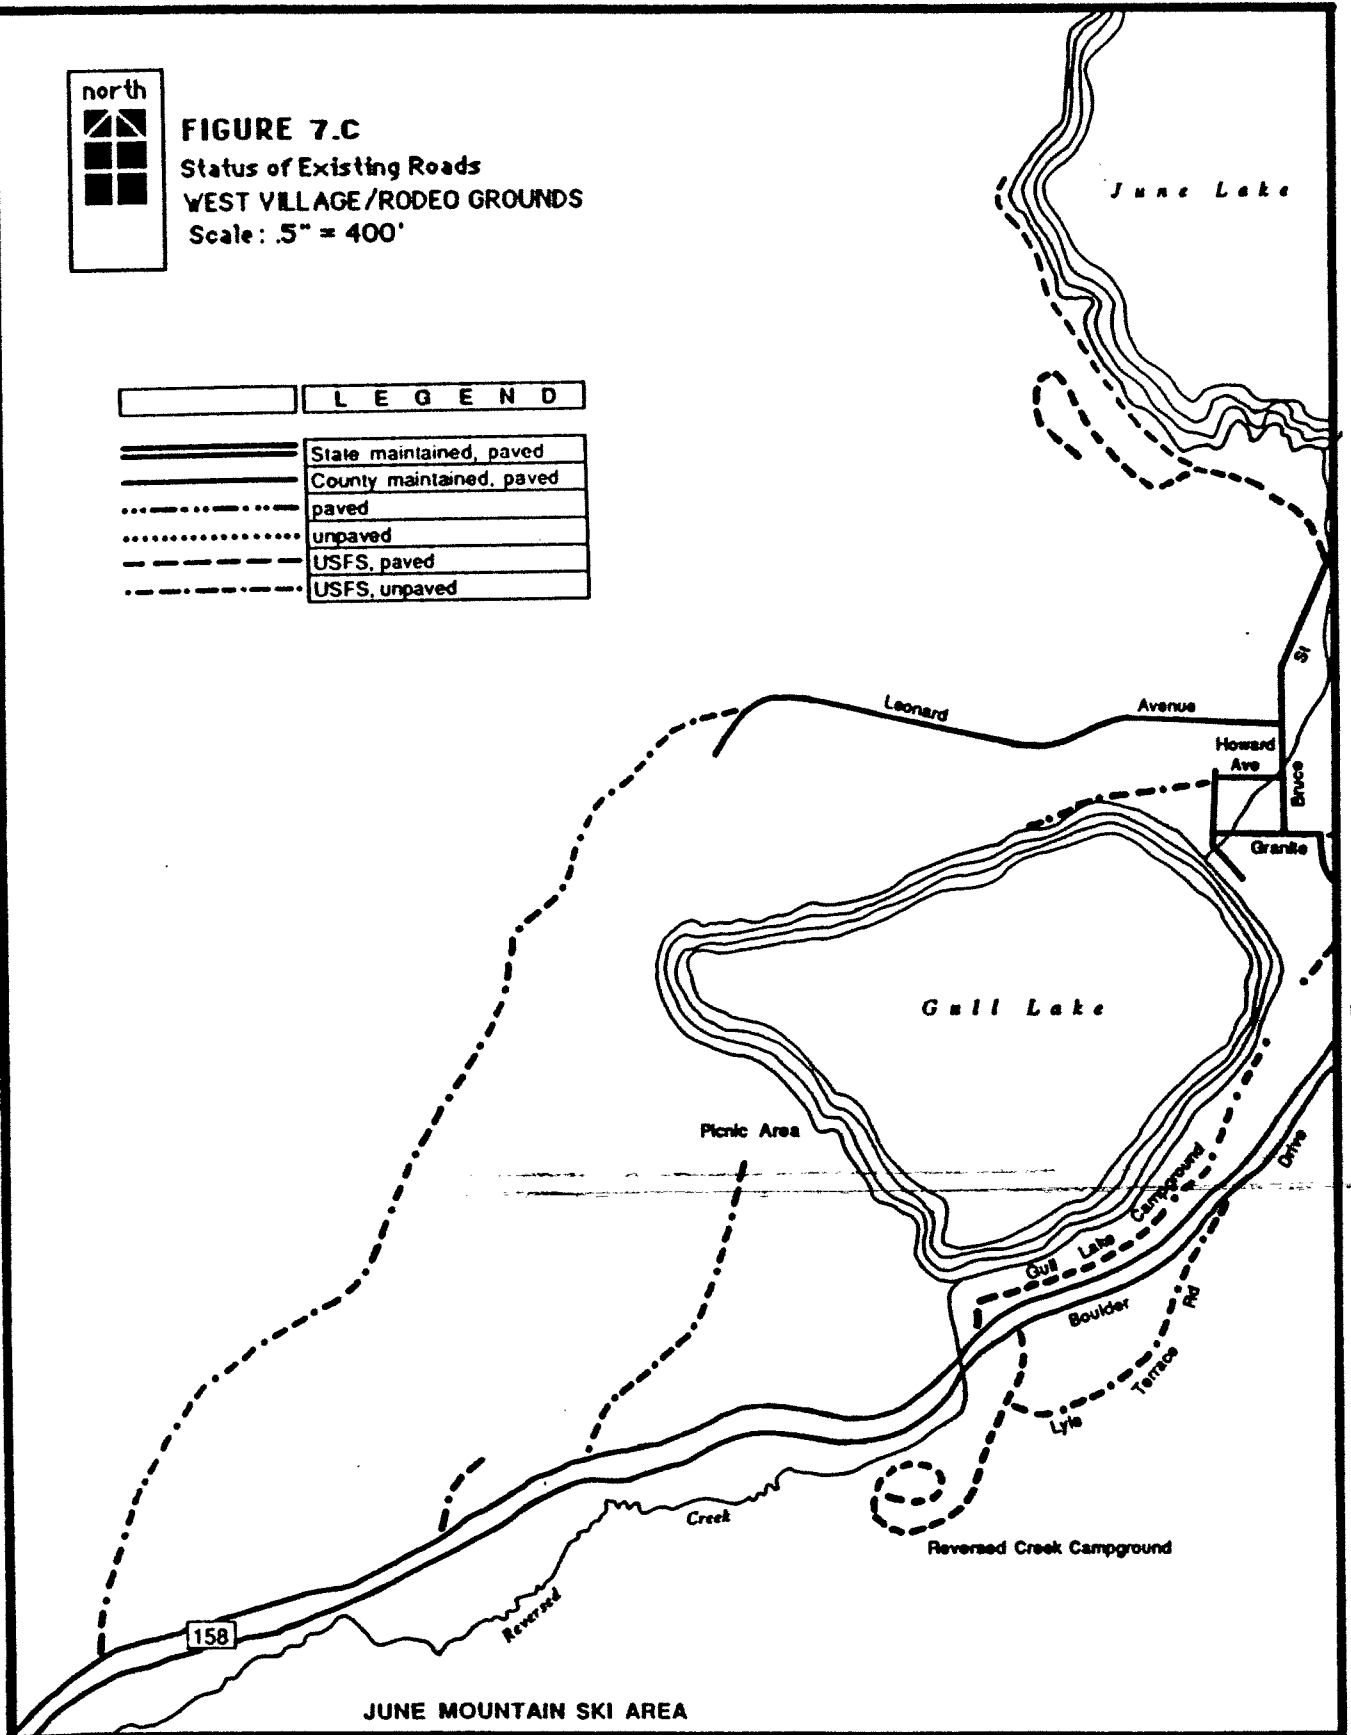 north
FIGURE 7.C
Status of Existing Roads
WEST VILLAGE/RODEO GROUNDS
Scale: .5" = 400'
LEGEND
State maintained, paved
County maintained, paved
paved
unpaved
USFS, paved
USFS, unpaved
June Lake
St
Leonard
Avenue
Howard
Ave
Bruce
Granite
Gull Lake
Picnic Area
Gull Lake Campground
Boulder Drive
Lyle Terrace Rd
Reversed Creek
Reversed Creek Campground
158
JUNE MOUNTAIN SKI AREA